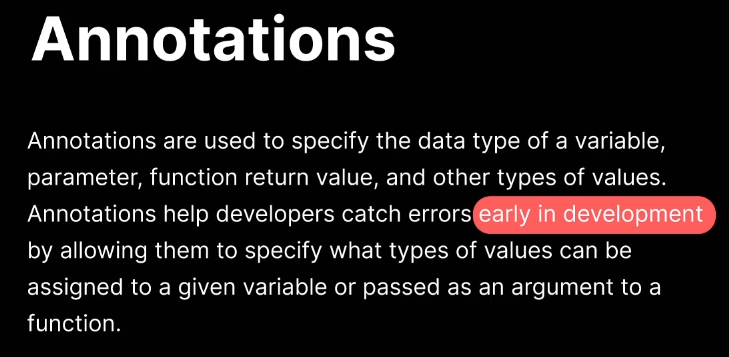 Annotations
Annotations are used to specify the data type of a variable,
parameter, function return value, and other types of values.
Annotations help developers catch errors early in development
by allowing them to specify what types of values can be
assigned to a given variable or passed as an argument to a
function.